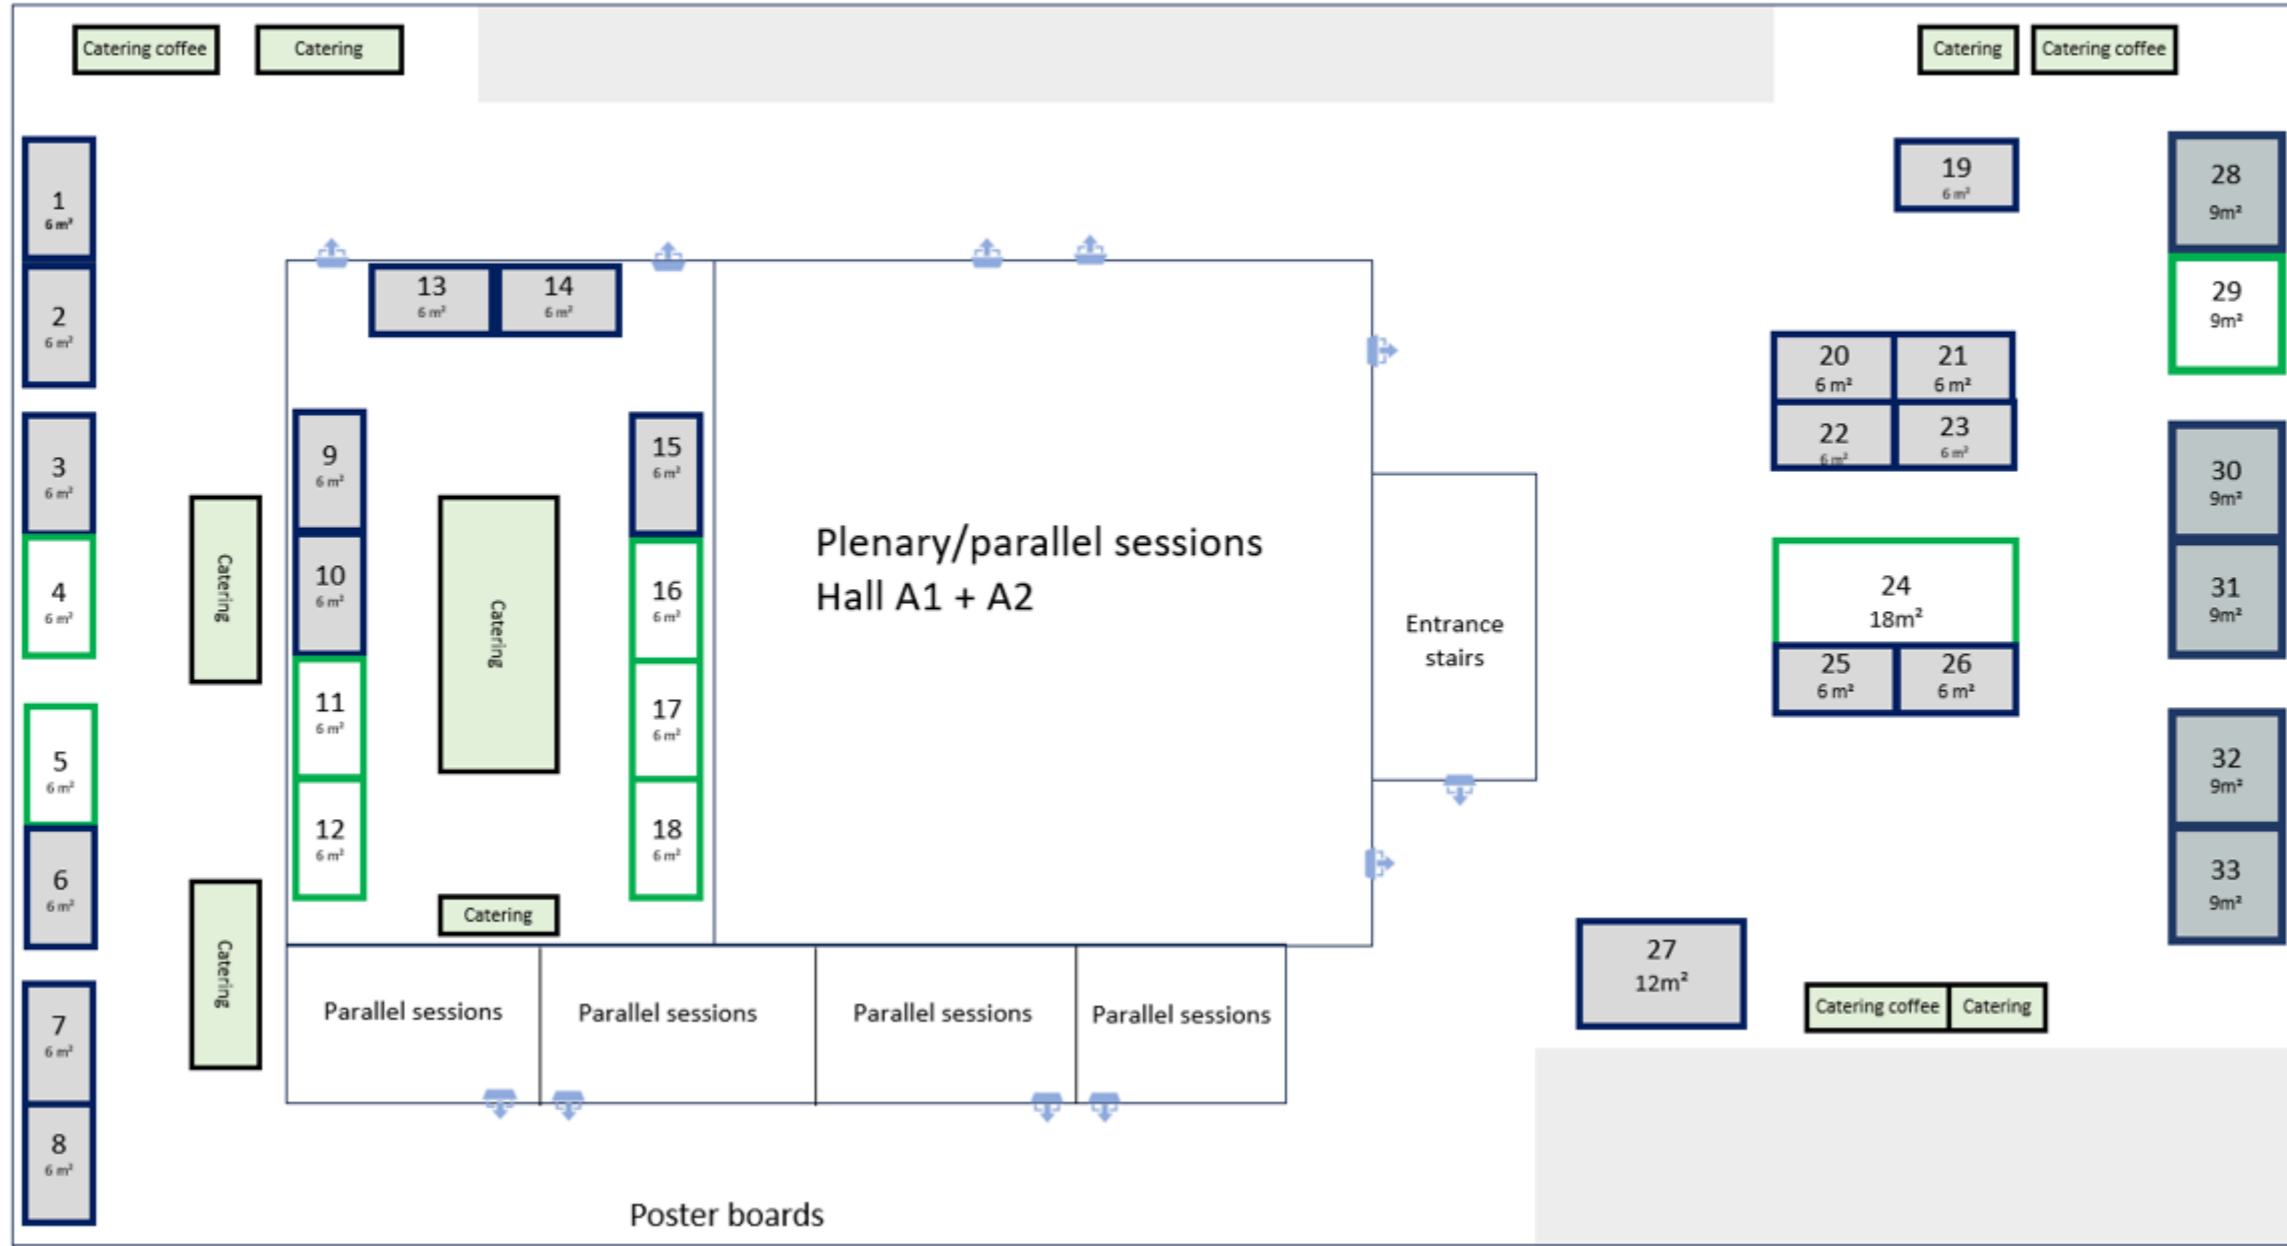 Catering coffee
Catering
Catering
Catering coffee
1
6 m²
2
6 m²
3
6 m²
4
6 m²
5
6 m²
6
6 m²
7
6 m²
8
6 m²
Catering
Catering
13
6 m²
14
6 m²
9
6 m²
10
6 m²
11
6 m²
12
6 m²
Catering
Catering
15
6 m²
16
6 m²
17
6 m²
18
6 m²
Plenary/parallel sessions
Hall A1 + A2
Entrance
stairs
Parallel sessions
Parallel sessions
Parallel sessions
Parallel sessions
Poster boards
19
6 m²
20
6 m²
21
6 m²
22
6 m²
23
6 m²
24
18m²
25
6 m²
26
6 m²
27
12m²
Catering coffee
Catering
28
9m²
29
9m²
30
9m²
31
9m²
32
9m²
33
9m²